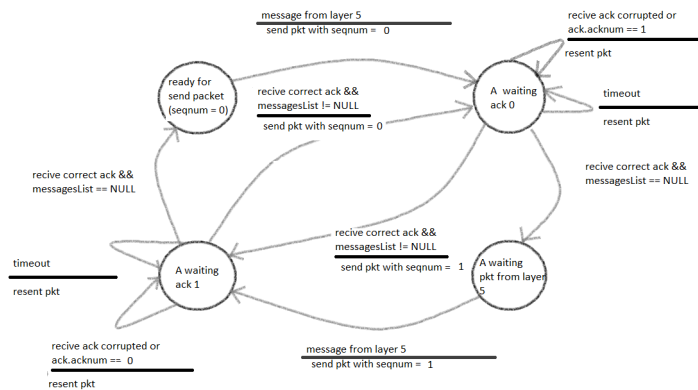 message from layer 5
send pkt with seqnum = 0
recive ack corrupted or
ack.acknum == 1
resent pkt
ready for
send packet
(seqnum = 0)
recive correct ack &&
messagesList != NULL
send pkt with seqnum = 0
A waiting
ack 0
timeout
resent pkt
recive correct ack &&
messagesList == NULL
recive correct ack &&
messagesList == NULL
recive correct ack &&
messagesList != NULL
send pkt with seqnum = 1
timeout
resent pkt
A waiting
ack 1
A waiting
pkt from layer
5
recive ack corrupted or
ack.acknum == 0
resent pkt
message from layer 5
send pkt with seqnum = 1